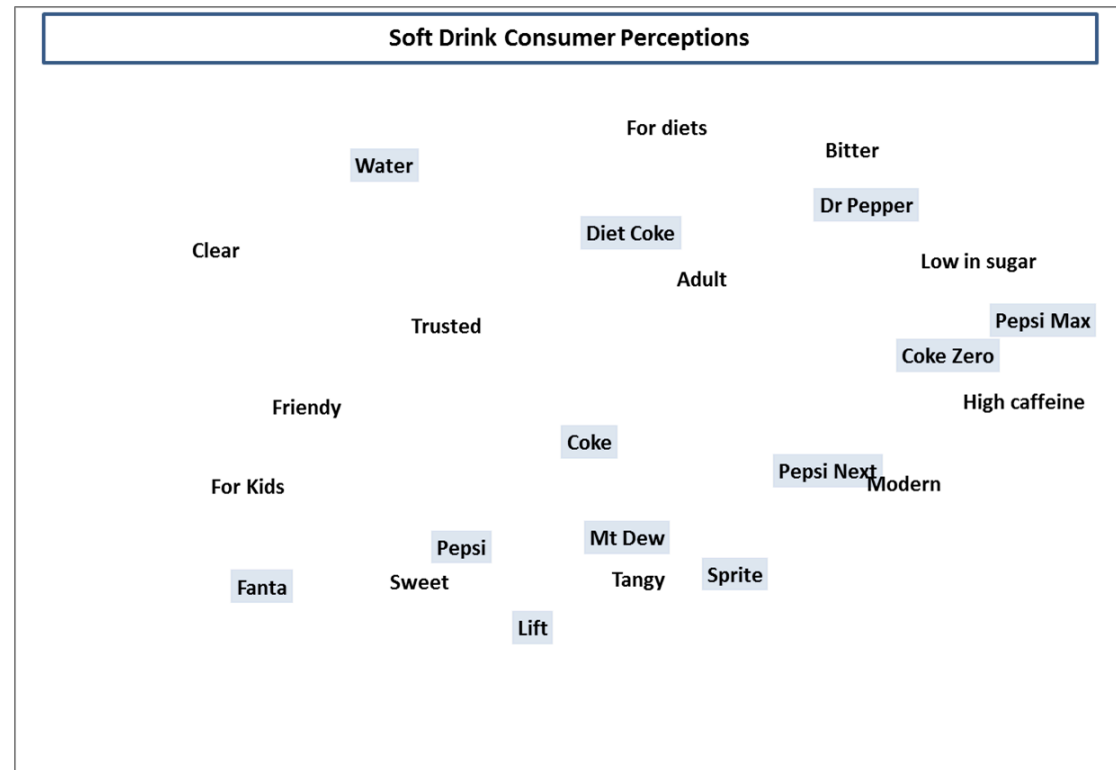 Soft Drink Consumer Perceptions
For diets
Bitter
Water
Dr Pepper
Diet Coke
Clear
Low in sugar
Adult
Pepsi Max
Trusted
Coke Zero
High caffeine
Friendy
Coke
Pepsi Next
Modern
For Kids
Mt Dew
Pepsi
Sprite
Tangy
Sweet
Fanta
Lift